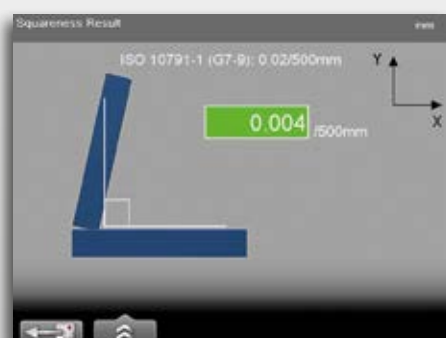 Squareness Result mm
ISO 10791-1 (G7-9): 0.02/500mm
Y
0.004 /500mm
X